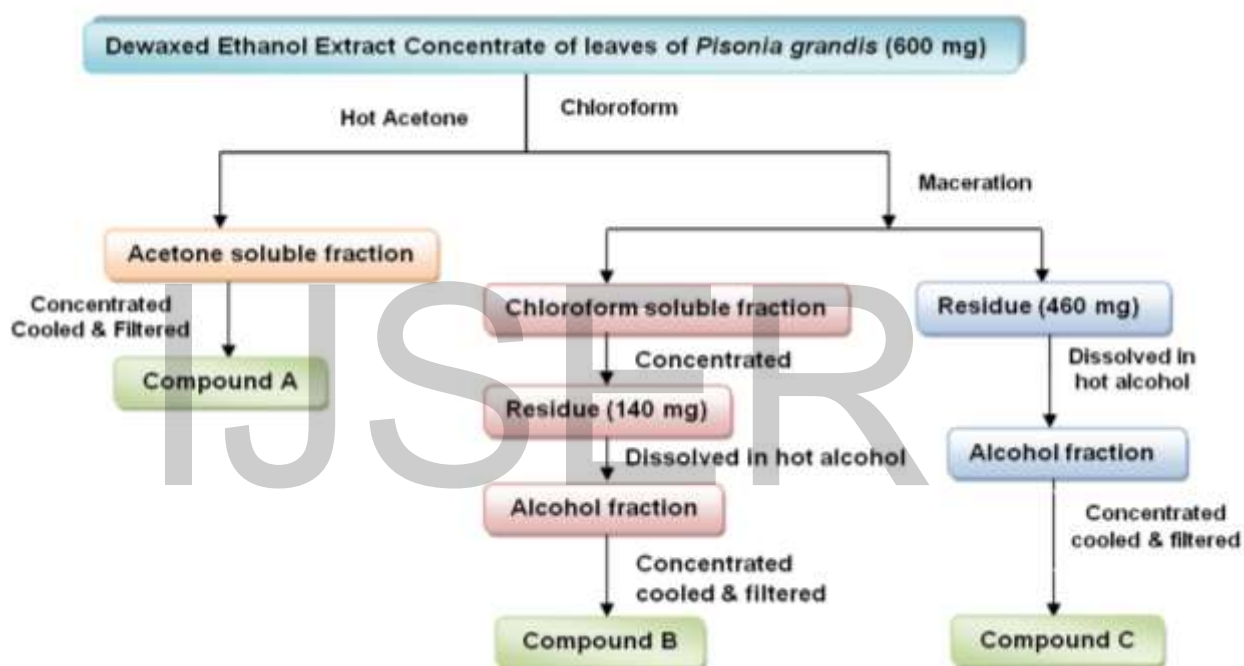 Dewaxed Ethanol Extract Concentrate of leaves of Pisonia grandis (600 mg)
Hot Acetone
Chloroform
Maceration
Acetone soluble fraction
Concentrated
Cooled & Filtered
Compound A
Chloroform soluble fraction
Concentrated
Residue (140 mg)
Dissolved in hot alcohol
Alcohol fraction
Concentrated
cooled & filtered
Compound B
Residue (460 mg)
Dissolved in
hot alcohol
Alcohol fraction
Concentrated
cooled & filtered
Compound C
IJSER